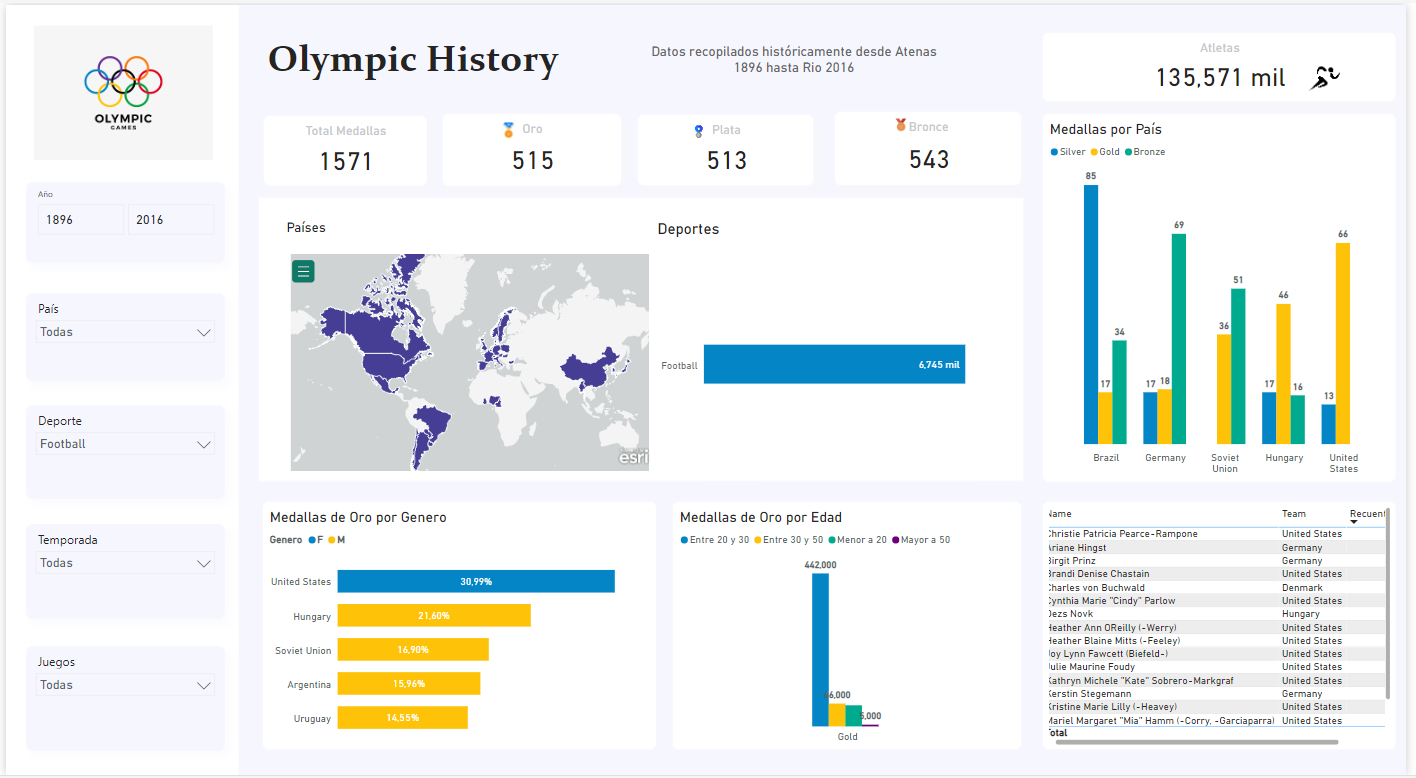 OLYMPIC
GAMES
Año
1896
2016
País
Todas
Deporte
Football
Temporada
Todas
Juegos
Todas
Olympic History
Datos recopilados históricamente desde Atenas
1896 hasta Rio 2016
Atletas
135,571 mil
Total Medallas
1571
Oro
515
Plata
513
Bronce
543
Países
esri
Deportes
Football
6,745 mil
Medallas por País
Silver Gold Bronze
85
17
34
17
18
69
36
51
17
46
16
13
66
Brazil
Germany
Soviet
Union
Hungary
United
States
Medallas de Oro por Genero
Genero F M
United States 30,99%
Hungary 21,60%
Soviet Union 16,90%
Argentina 15,96%
Uruguay 14,55%
Medallas de Oro por Edad
Entre 20 y 30 Entre 30 y 50 Menor a 20 Mayor a 50
442,000
66,000
5,000
Gold
Name Team Recuent
Christie Patricia Pearce-Rampone United States
Ariane Hingst Germany
Birgit Prinz Germany
Brandi Denise Chastain United States
Charles von Buchwald Denmark
Cynthia Marie "Cindy" Parlow United States
Dezs Novk Hungary
Heather Ann OReilly (-Werry) United States
Heather Blaine Mitts (-Feeley) United States
Joy Lynn Fawcett (Biefeld-) United States
Julie Maurine Foudy United States
Kathryn Michele "Kate" Sobrero-Markgraf United States
Kerstin Stegemann Germany
Kristine Marie Lilly (-Heavey) United States
Mariel Margaret "Mia" Hamm (-Corry, -Garciaparra) United States
Total